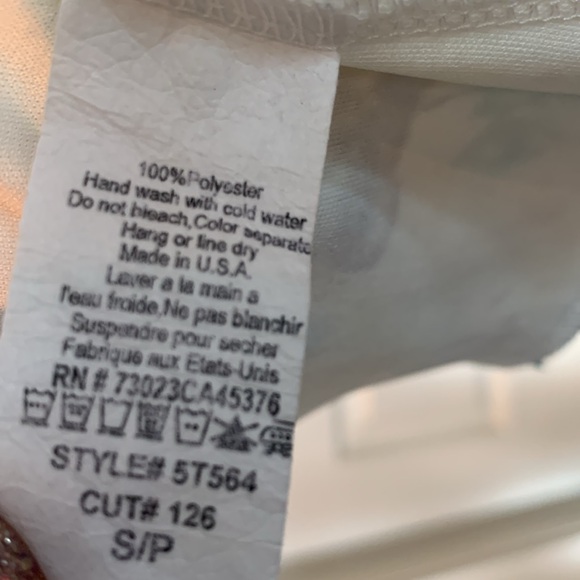 100%Polyester
Hand wash with cold water
Do not bleach,Color separate
Hang or line dry
Made in U.S.A.
Laver a la main a
l'eau froide,Ne pas blanchir
Suspendre pour secher
Fabrique aux Etats-Unis
RN # 73023CA45376
STYLE# 5T564
CUT# 126
S/P